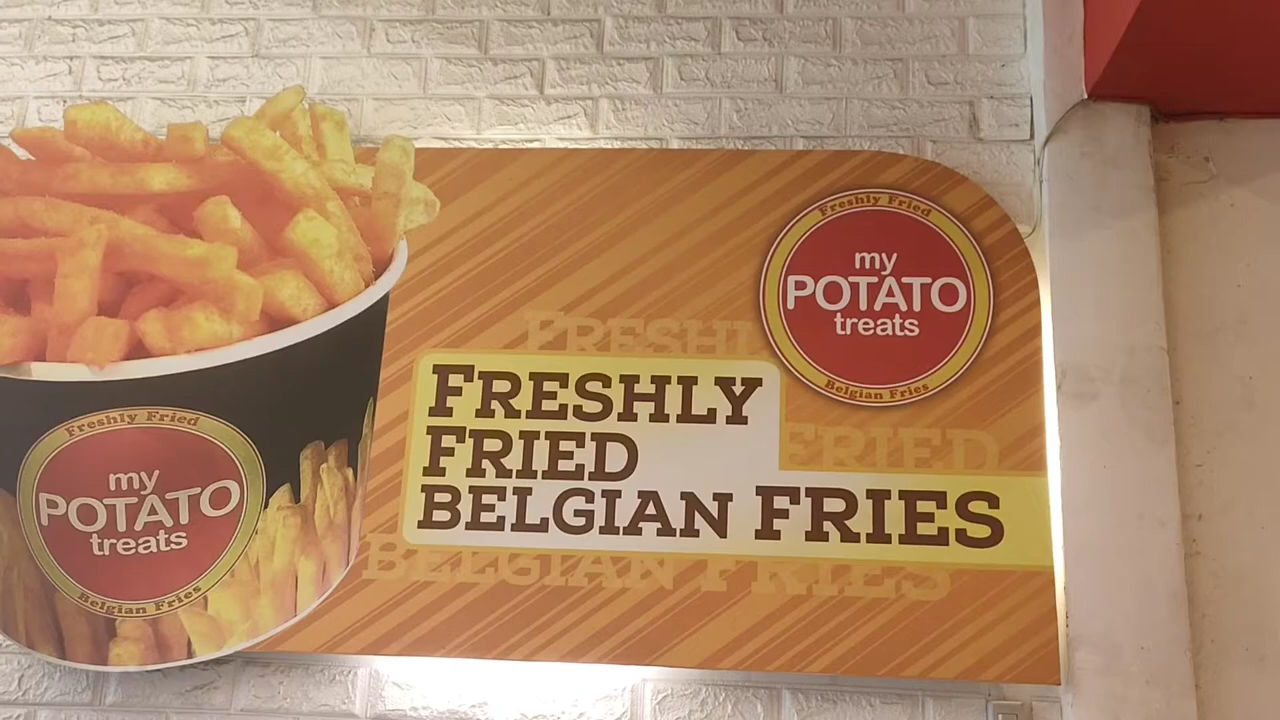 Freshly Fried
my
POTATO
treats
Belgian Fries
FRESHL
FRESHLY
FRIED
BELGIAN FRIES
FRIED
BELGIAN FRIES
Freshly Fried
my
POTATO
treats
Belgian Fries